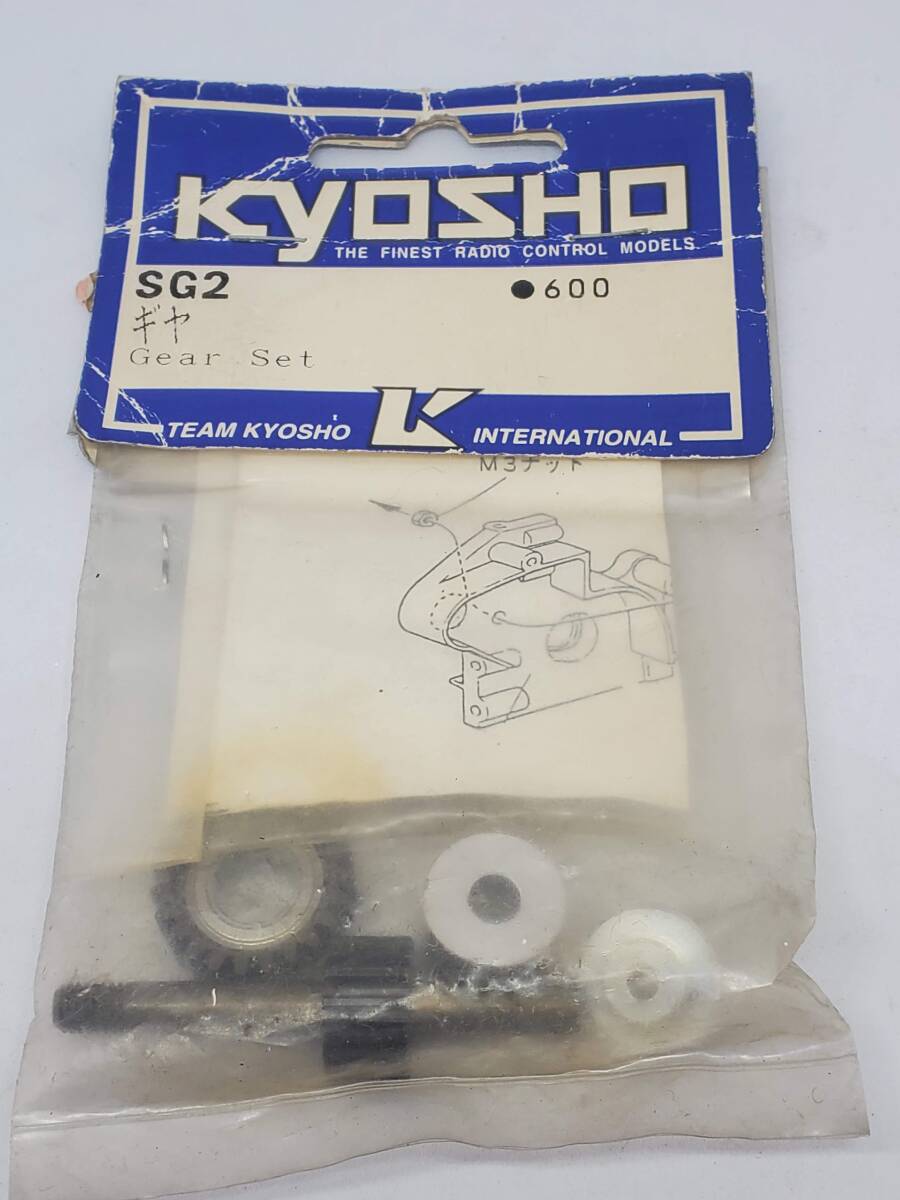 KYOSHO
THE FINEST RADIO CONTROL MODELS
SG2 ●600
ギヤ
Gear Set
TEAM KYOSHO K INTERNATIONAL
M3ナット